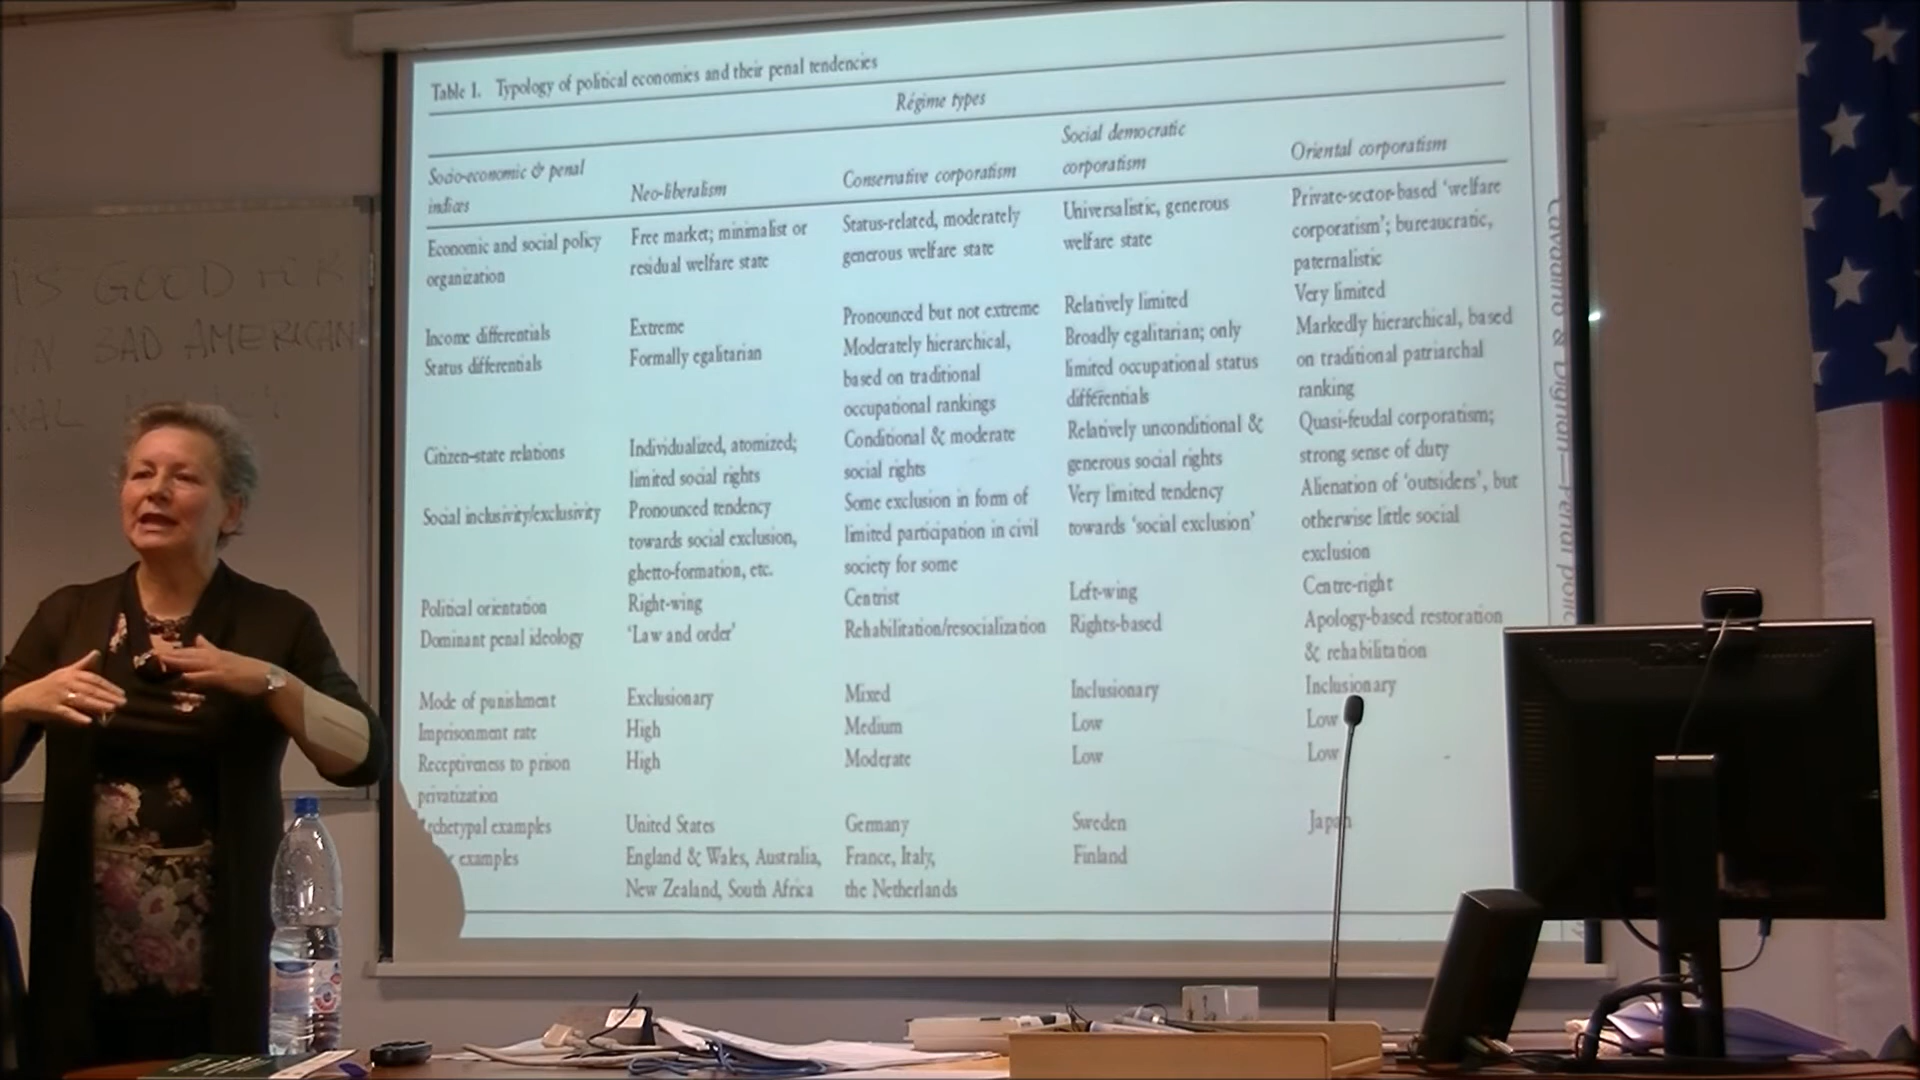 Table 1. Typology of political economies and their penal tendencies
Régime types
Socio-economic & penal indices
Neo-liberalism
Conservative corporatism
Social democratic corporatism
Oriental corporatism
Economic and social policy organization
Free market; minimalist or residual welfare state
Status-related, moderately generous welfare state
Universalistic, generous welfare state
Private-sector-based ‘welfare corporatism’; bureaucratic, paternalistic
Income differentials
Extreme
Pronounced but not extreme
Relatively limited
Very limited
Status differentials
Formally egalitarian
Moderately hierarchical, based on traditional occupational rankings
Broadly egalitarian; only limited occupational status differentials
Markedly hierarchical, based on traditional patriarchal ranking
Citizen–state relations
Individualized, atomized; limited social rights
Conditional & moderate social rights
Relatively unconditional & generous social rights
Quasi-feudal corporatism; strong sense of duty
Social inclusivity/exclusivity
Pronounced tendency towards social exclusion, ghetto-formation, etc.
Some exclusion in form of limited participation in civil society for some
Very limited tendency towards ‘social exclusion’
Alienation of ‘outsiders’, but otherwise little social exclusion
Political orientation
Right-wing
Centrist
Left-wing
Centre-right
Dominant penal ideology
‘Law and order’
Rehabilitation/resocialization
Rights-based
Apology-based restoration & rehabilitation
Mode of punishment
Exclusionary
Mixed
Inclusionary
Inclusionary
Imprisonment rate
High
Medium
Low
Low
Receptiveness to prison privatization
High
Moderate
Low
Low
Archetypal examples
United States
Germany
Sweden
Japan
examples
England & Wales, Australia, New Zealand, South Africa
France, Italy, the Netherlands
Finland
Cavadino & Dignan—Penal
IS GOOD FOR
IN BAD AMERICAN